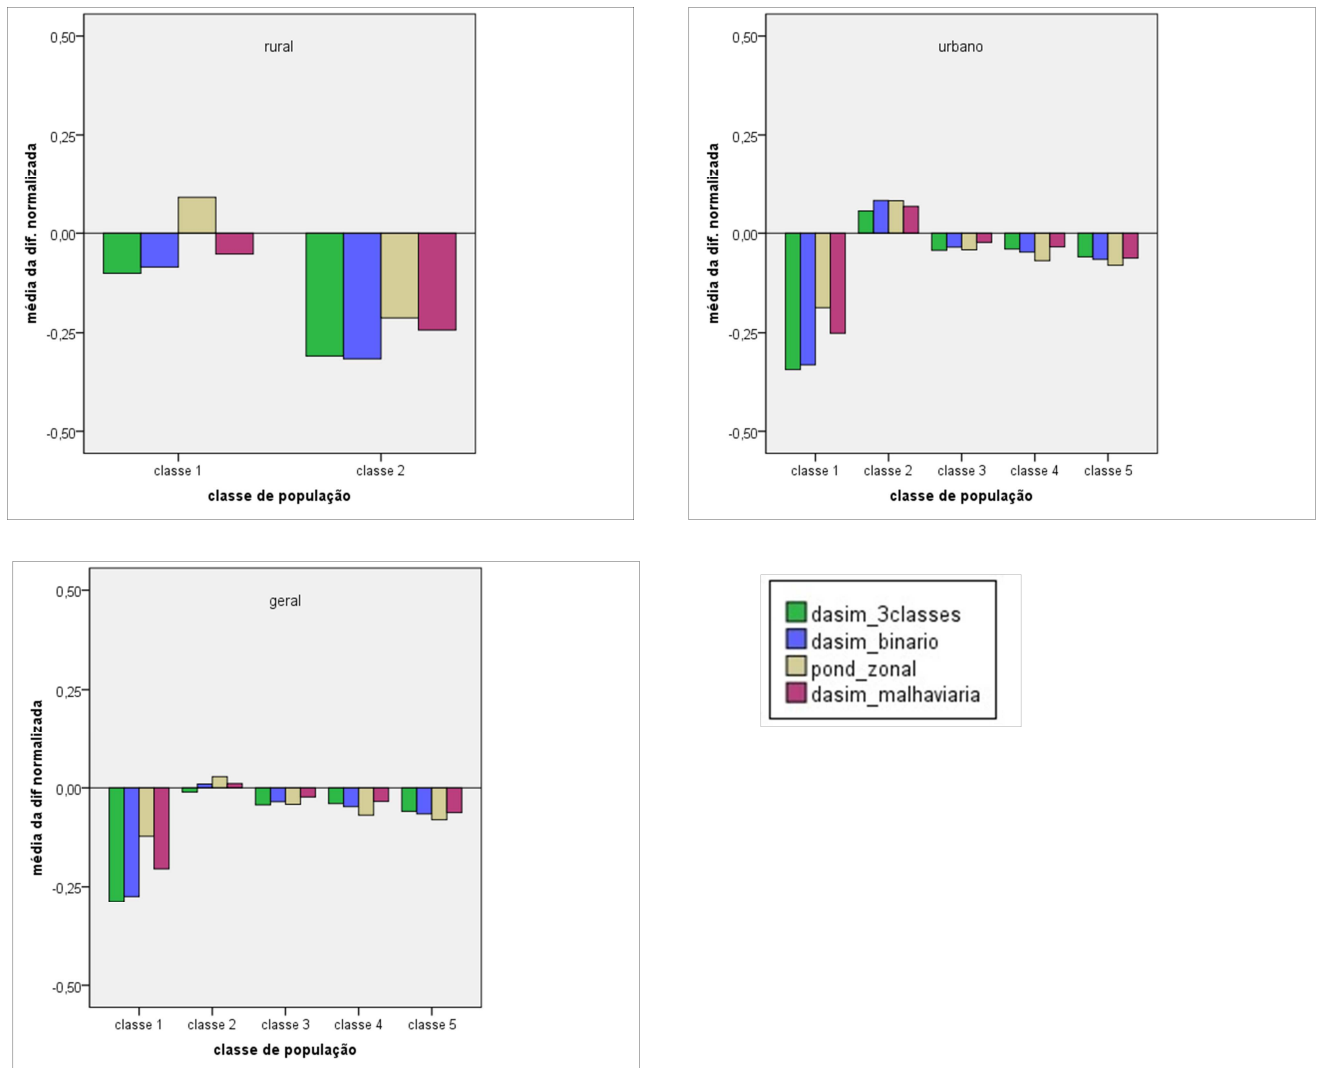 rural
0,50
0,25
0,00
-0,25
-0,50
média da dif. normalizada
classe 1 classe 2
classe de população
urbano
0,50
0,25
0,00
-0,25
-0,50
média da dif. normalizada
classe 1 classe 2 classe 3 classe 4 classe 5
classe de população
geral
0,50
0,25
0,00
-0,25
-0,50
média da dif normalizada
classe 1 classe 2 classe 3 classe 4 classe 5
classe de população
dasim_3classes
dasim_binario
pond_zonal
dasim_malhaviaria